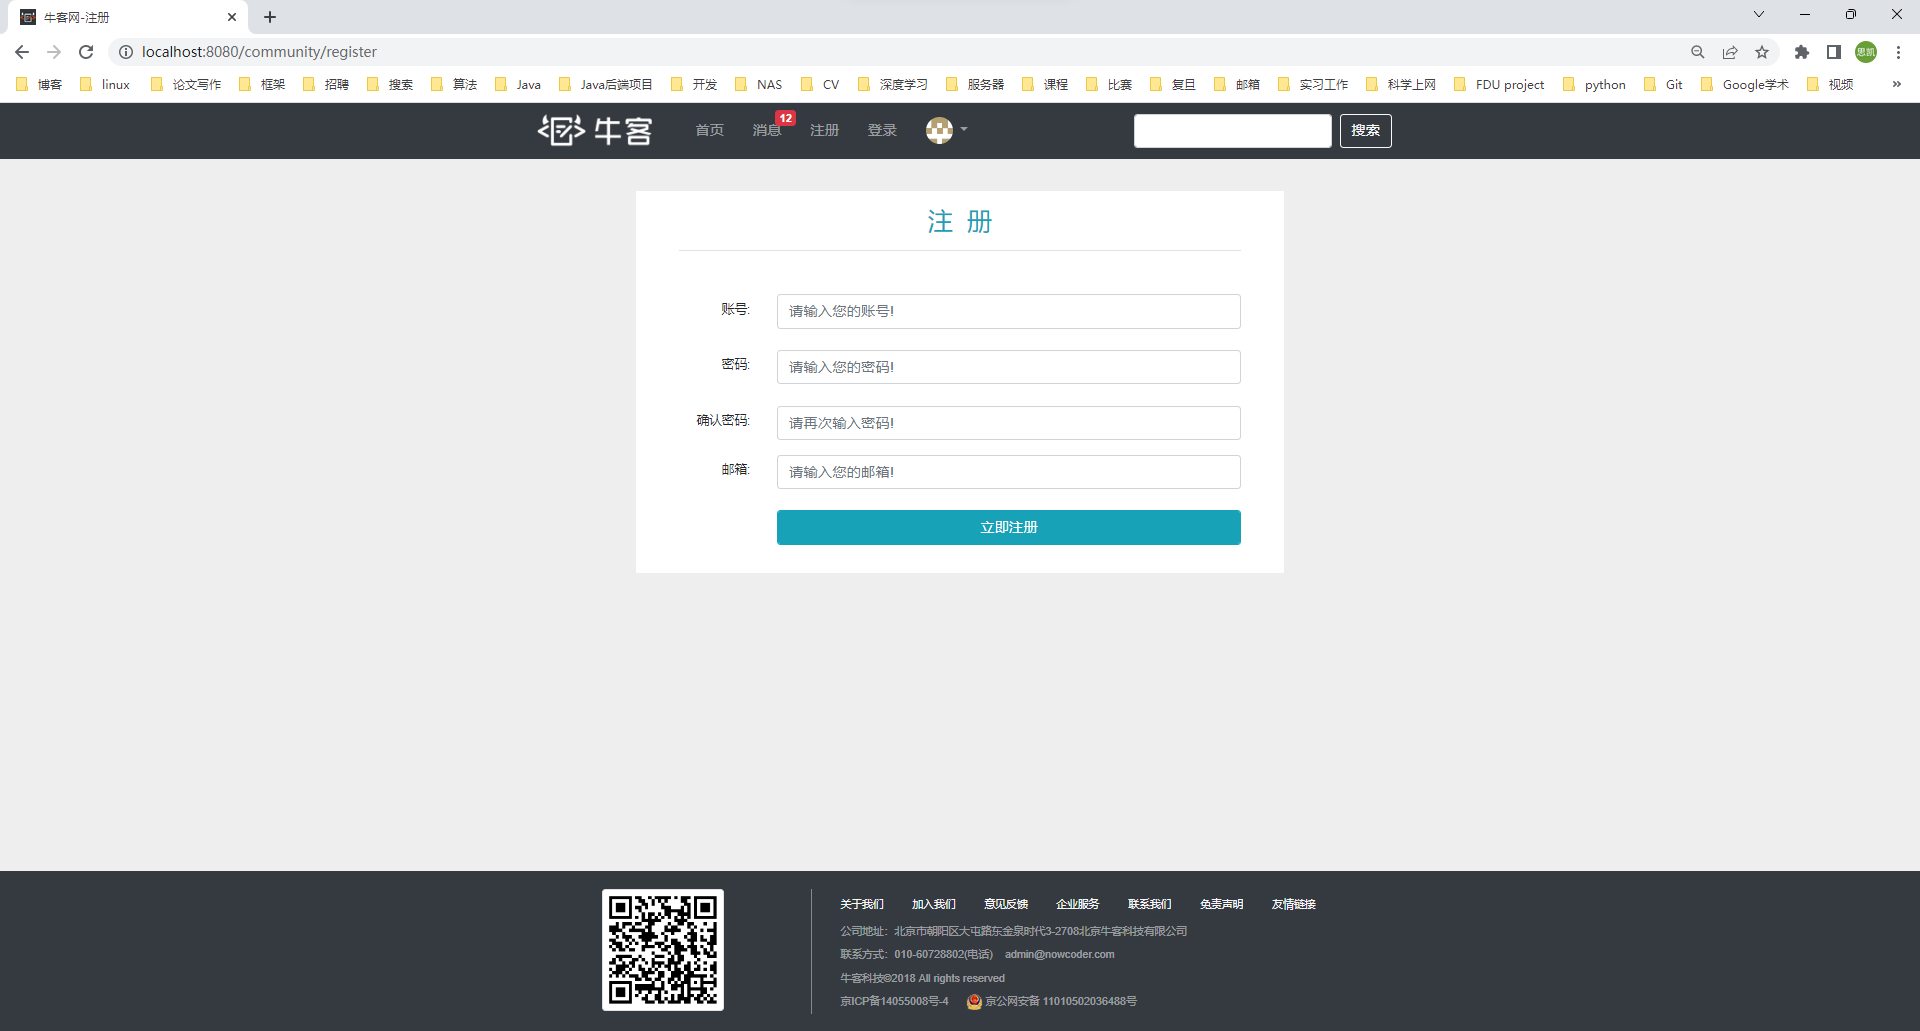 牛客网-注册
localhost:8080/community/register
思凯
博客 linux 论文写作 框架 招聘 搜索 算法 Java Java后端项目 开发 NAS CV 深度学习 服务器 课程 比赛 复旦 邮箱 实习工作 科学上网 FDU project python Git Google学术 视频 »
牛客 首页 消息 12 注册 登录 搜索
注 册
账号: 请输入您的账号!
密码: 请输入您的密码!
确认密码: 请再次输入密码!
邮箱: 请输入您的邮箱!
立即注册
关于我们 加入我们 意见反馈 企业服务 联系我们 免责声明 友情链接
公司地址：北京市朝阳区大屯路东金泉时代3-2708北京牛客科技有限公司
联系方式：010-60728802(电话) admin@nowcoder.com
牛客科技©2018 All rights reserved
京ICP备14055008号-4 京公网安备 11010502036488号